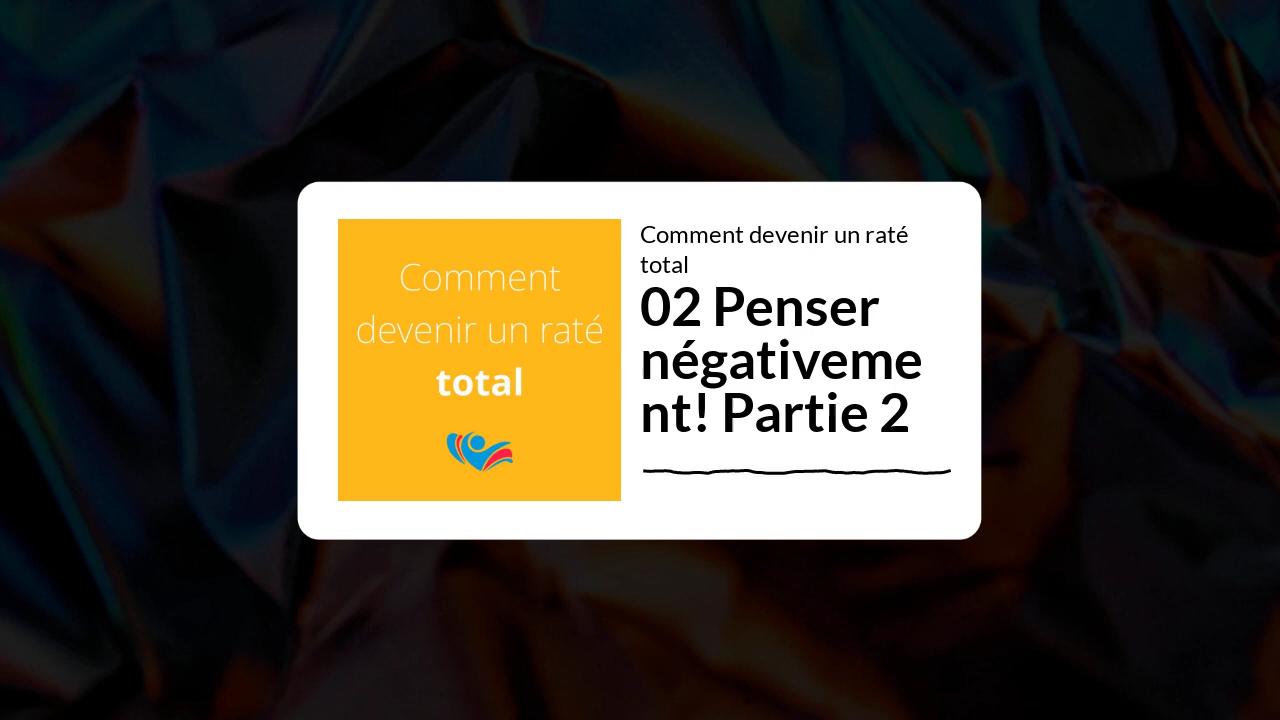 Comment
devenir un raté
total
Comment devenir un raté
total
02 Penser
négativeme
nt! Partie 2